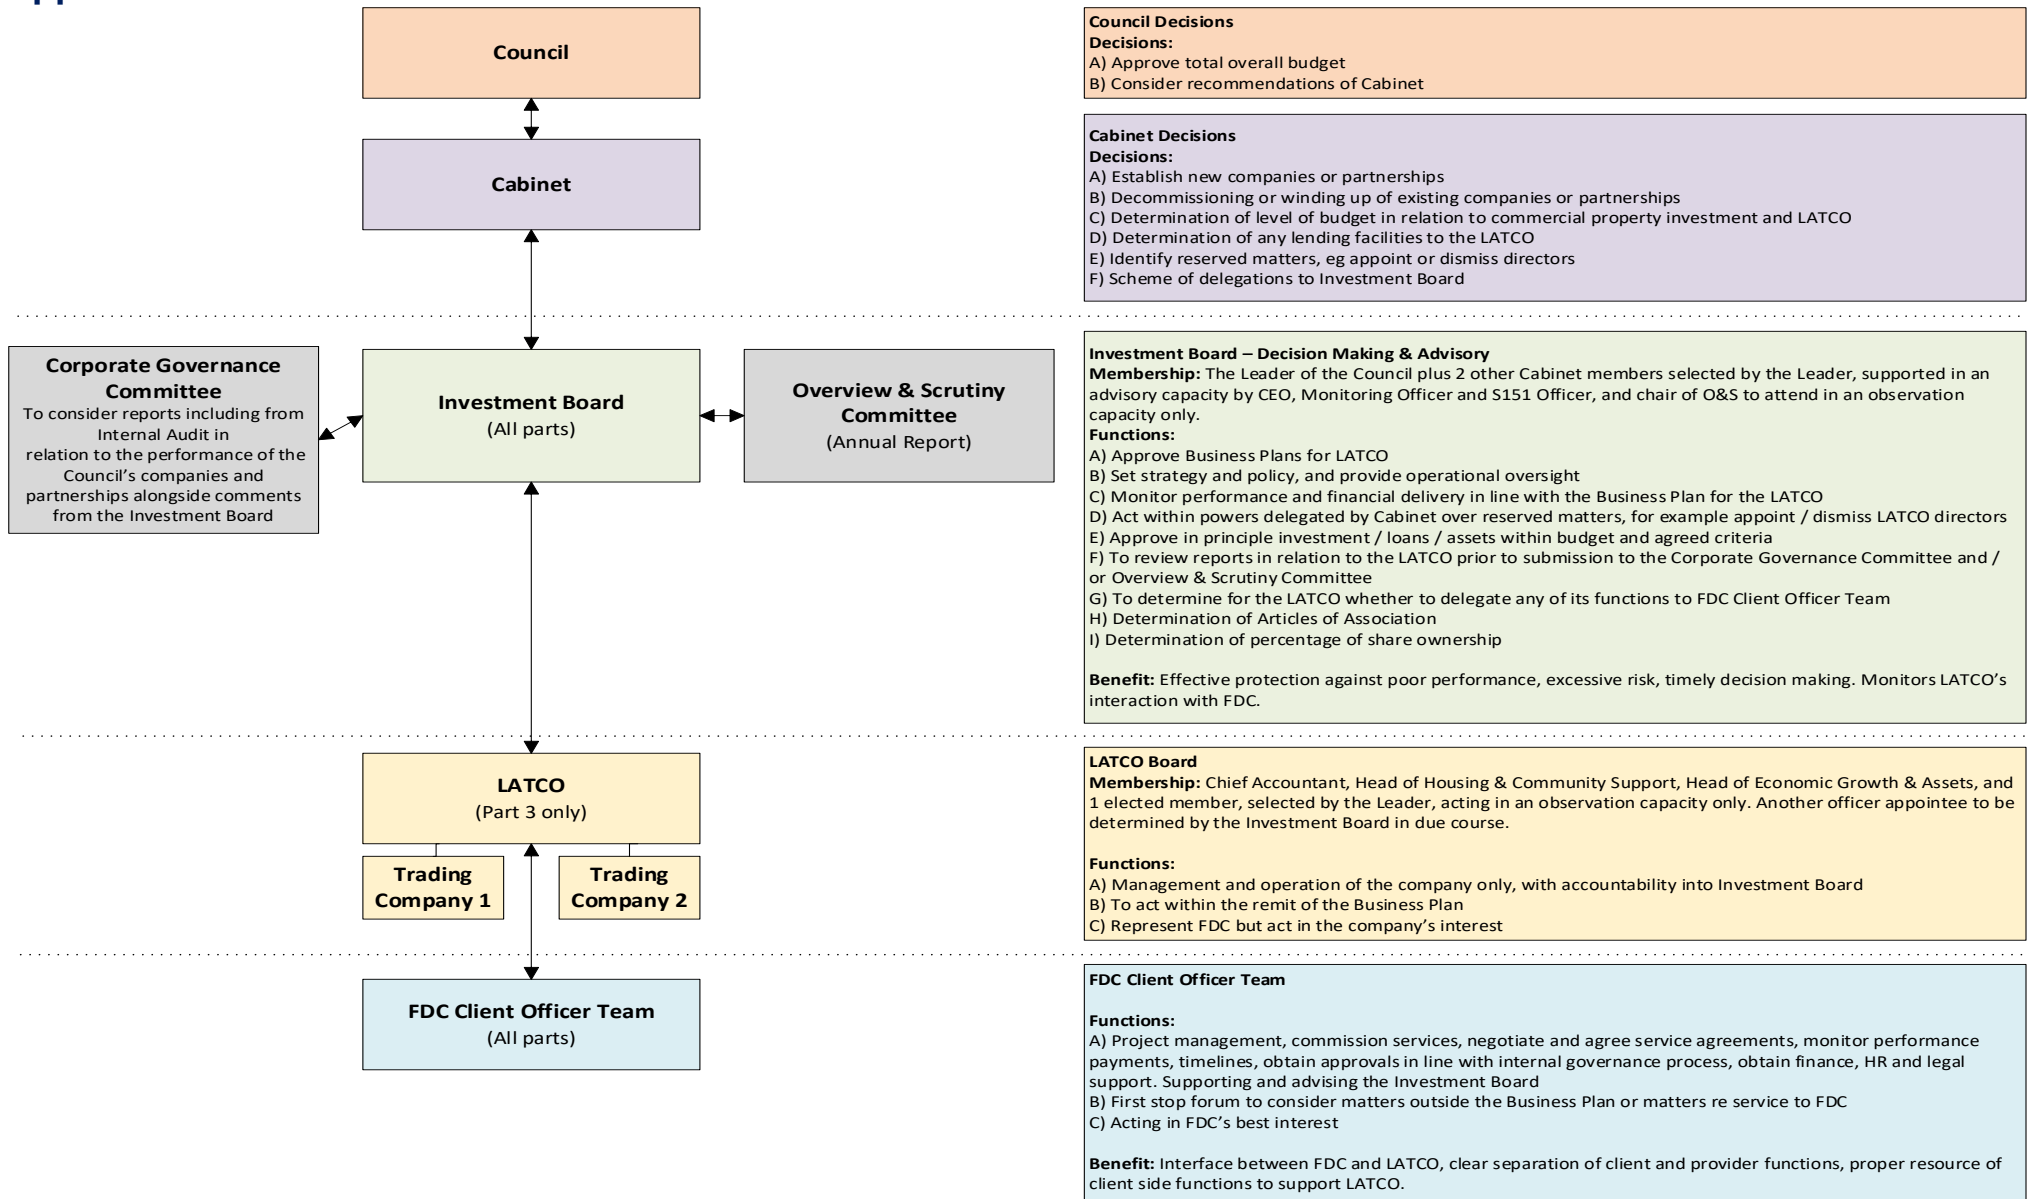 Council
Council Decisions
Decisions:
A) Approve total overall budget
B) Consider recommendations of Cabinet
Cabinet
Cabinet Decisions
Decisions:
A) Establish new companies or partnerships
B) Decommissioning or winding up of existing companies or partnerships
C) Determination of level of budget in relation to commercial property investment and LATCO
D) Determination of any lending facilities to the LATCO
E) Identify reserved matters, eg appoint or dismiss directors
F) Scheme of delegations to Investment Board
Corporate Governance
Committee
To consider reports including from
Internal Audit in
relation to the performance of the
Council's companies and
partnerships alongside comments
from the Investment Board
Investment Board
(All parts)
Overview & Scrutiny
Committee
(Annual Report)
Investment Board – Decision Making & Advisory
Membership: The Leader of the Council plus 2 other Cabinet members selected by the Leader, supported in an
advisory capacity by CEO, Monitoring Officer and S151 Officer, and chair of O&S to attend in an observation
capacity only.
Functions:
A) Approve Business Plans for LATCO
B) Set strategy and policy, and provide operational oversight
C) Monitor performance and financial delivery in line with the Business Plan for the LATCO
D) Act within powers delegated by Cabinet over reserved matters, for example appoint / dismiss LATCO directors
E) Approve in principle investment / loans / assets within budget and agreed criteria
F) To review reports in relation to the LATCO prior to submission to the Corporate Governance Committee and /
or Overview & Scrutiny Committee
G) To determine for the LATCO whether to delegate any of its functions to FDC Client Officer Team
H) Determination of Articles of Association
I) Determination of percentage of share ownership
Benefit: Effective protection against poor performance, excessive risk, timely decision making. Monitors LATCO's
interaction with FDC.
LATCO
(Part 3 only)
Trading
Company 1
Trading
Company 2
LATCO Board
Membership: Chief Accountant, Head of Housing & Community Support, Head of Economic Growth & Assets, and
1 elected member, selected by the Leader, acting in an observation capacity only. Another officer appointee to be
determined by the Investment Board in due course.
Functions:
A) Management and operation of the company only, with accountability into Investment Board
B) To act within the remit of the Business Plan
C) Represent FDC but act in the company's interest
FDC Client Officer Team
(All parts)
FDC Client Officer Team
Functions:
A) Project management, commission services, negotiate and agree service agreements, monitor performance
payments, timelines, obtain approvals in line with internal governance process, obtain finance, HR and legal
support. Supporting and advising the Investment Board
B) First stop forum to consider matters outside the Business Plan or matters re service to FDC
C) Acting in FDC's best interest
Benefit: Interface between FDC and LATCO, clear separation of client and provider functions, proper resource of
client side functions to support LATCO.